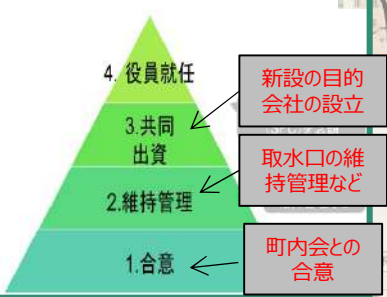 4. 役員就任
新設の目的
会社の設立
3.共同
出資
取水口の維
持管理など
2.維持管理
町内会との
合意
1.合意